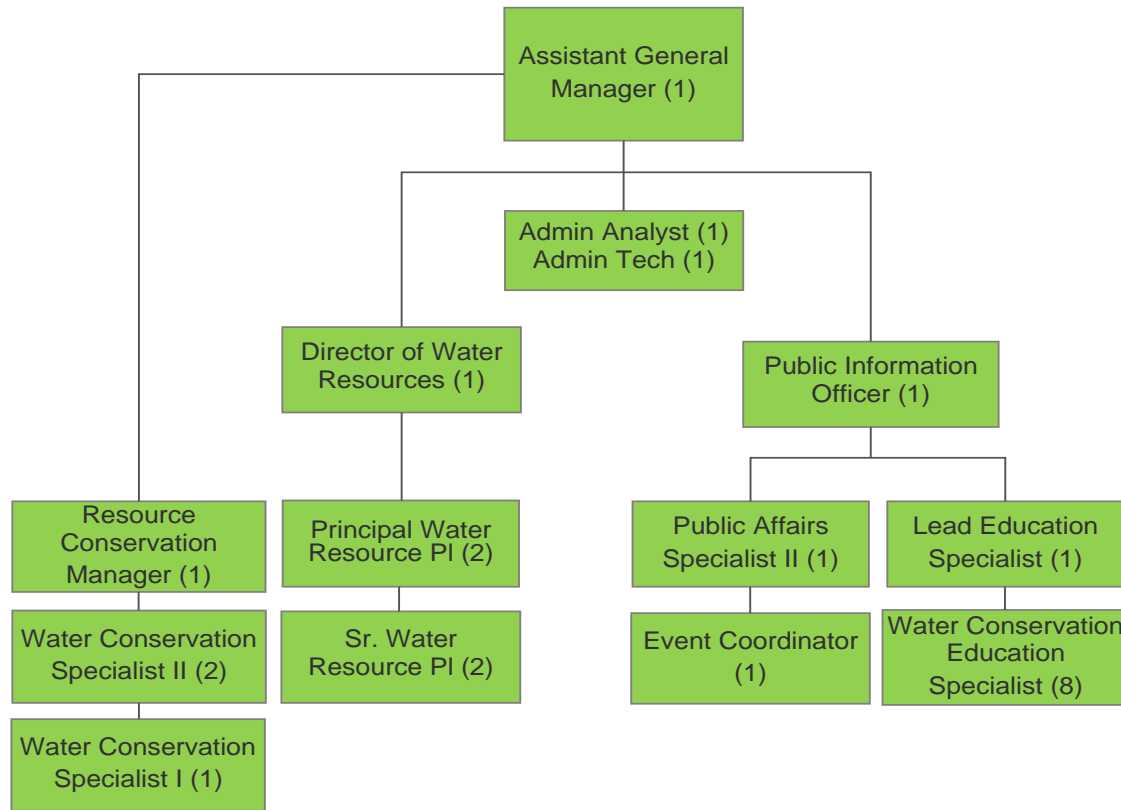 Assistant General
Manager (1)
Admin Analyst (1)
Admin Tech (1)
Director of Water
Resources (1)
Public Information
Officer (1)
Resource
Conservation
Manager (1)
Principal Water
Resource Pl (2)
Public Affairs
Specialist II (1)
Lead Education
Specialist (1)
Water Conservation
Specialist II (2)
Sr. Water
Resource Pl (2)
Event Coordinator
(1)
Water Conservation
Education
Specialist (8)
Water Conservation
Specialist I (1)